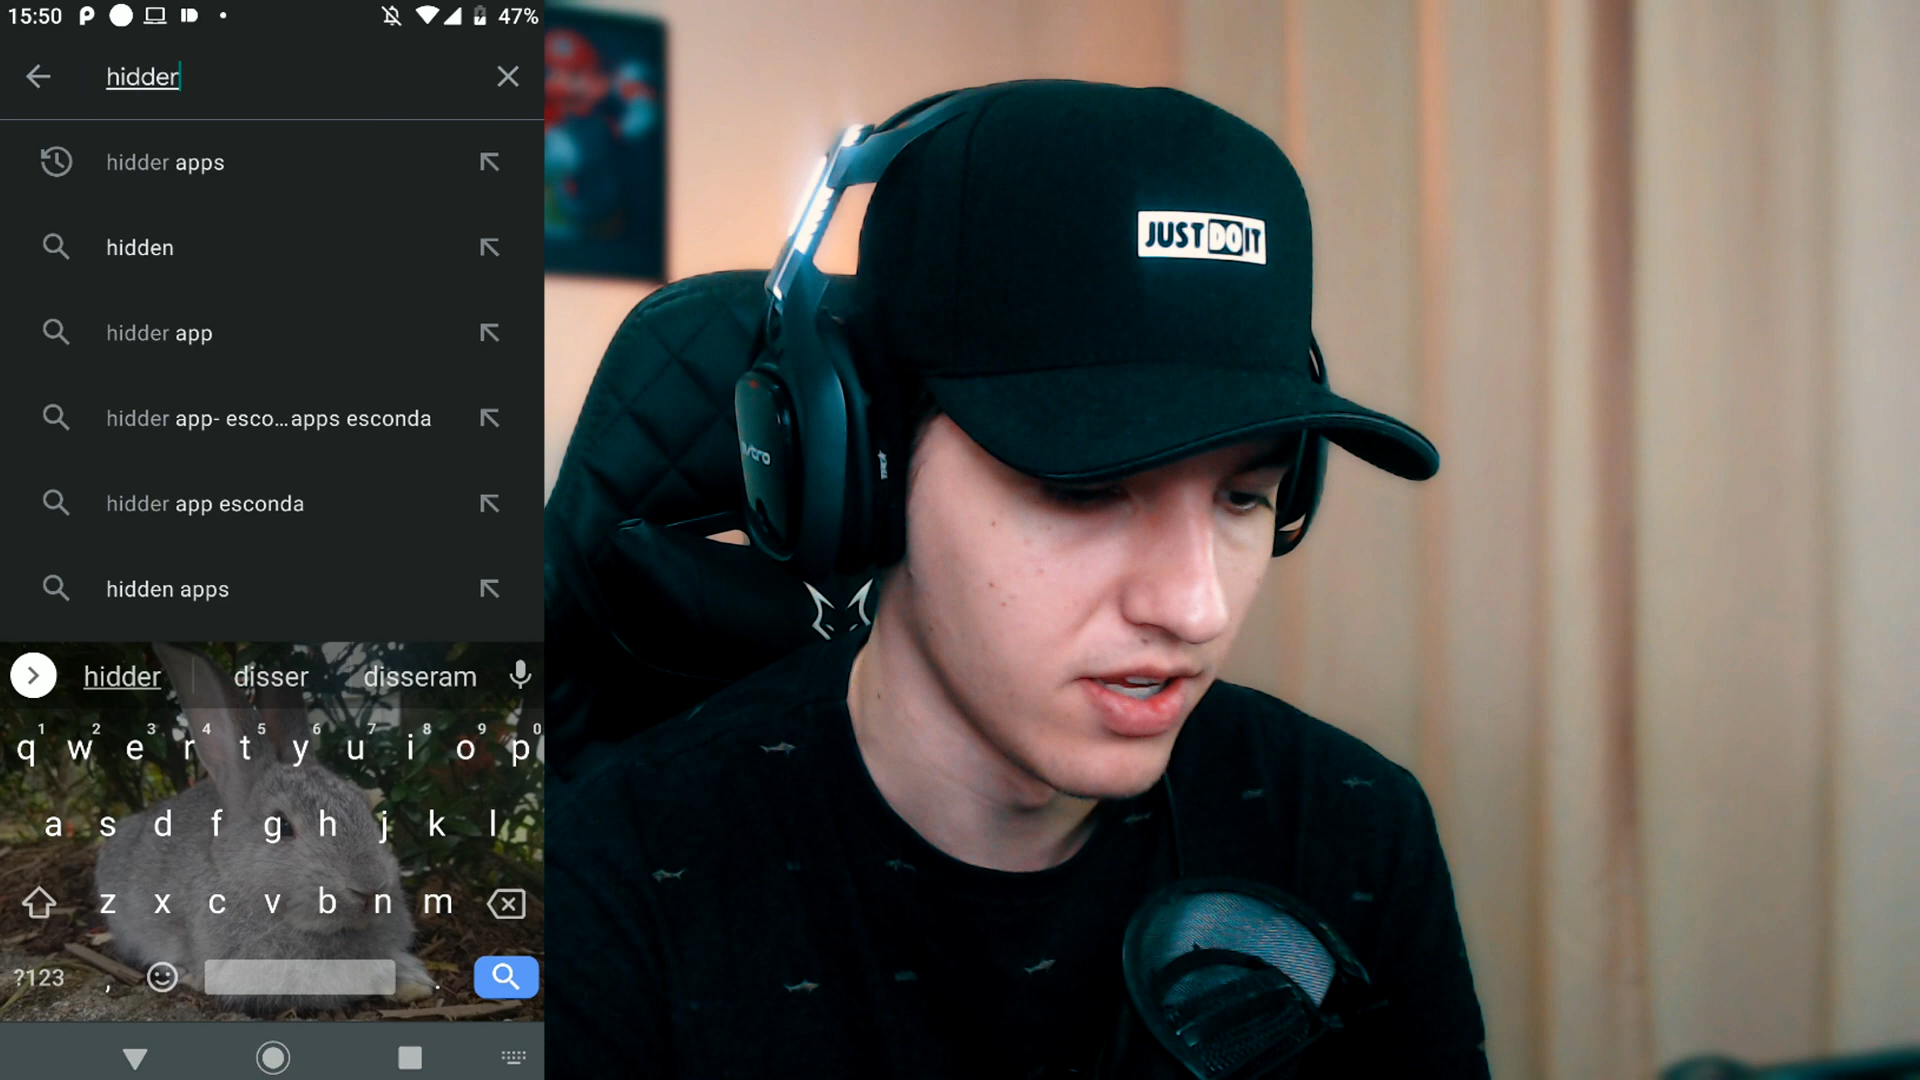 15:50
47%
hidder
hidder apps
hidden
hidder app
hidder app- esco...apps esconda
hidder app esconda
hidden apps
hidder disser disseram
1 2 3 4 5 6 7 8 9 0
q w e r t y u i o p
a s d f g h j k l
z x c v b n m
?123 , .
JUST DO IT
astro